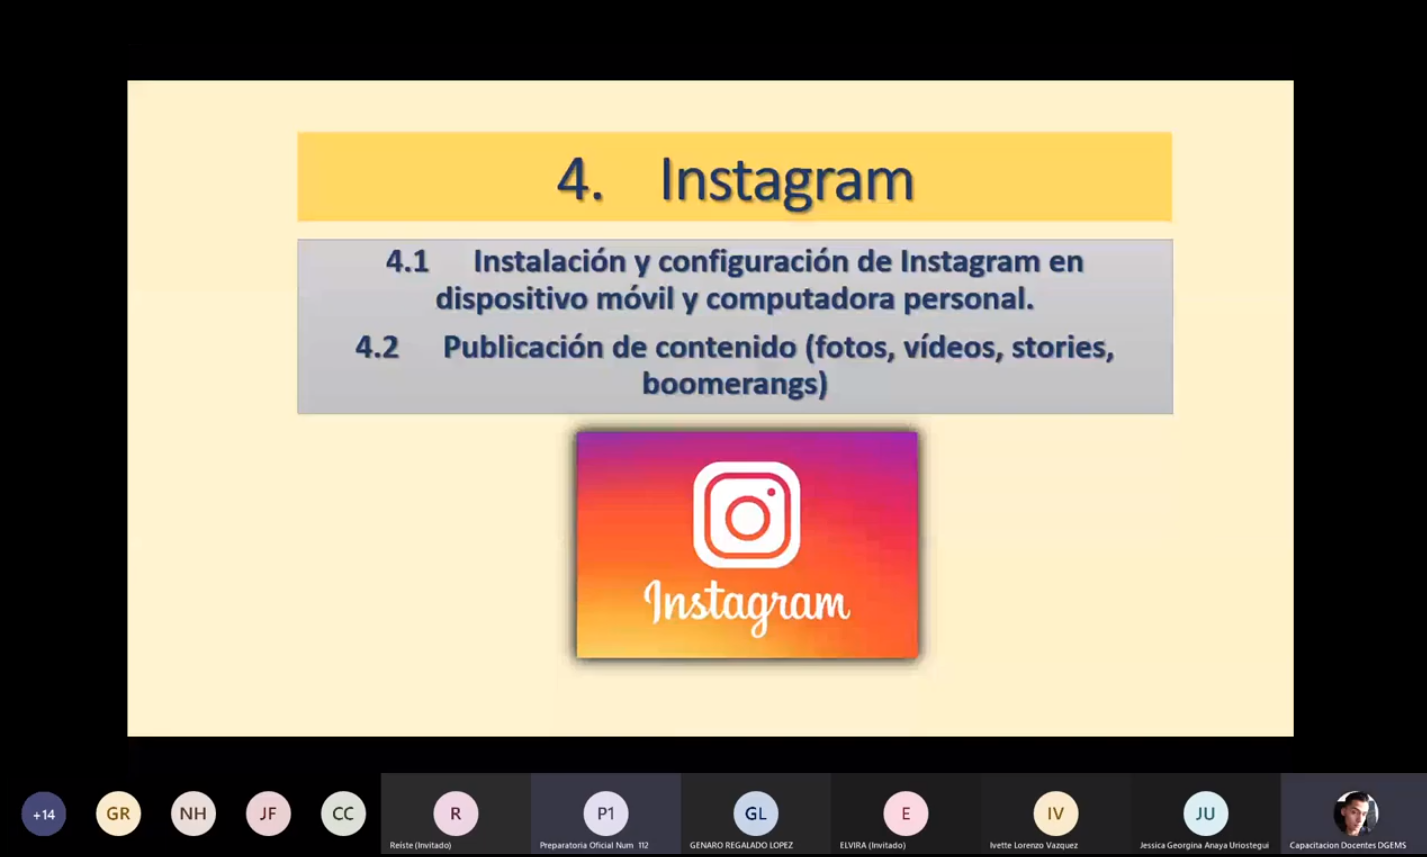 4. Instagram
4.1 Instalación y configuración de Instagram en
dispositivo móvil y computadora personal.
4.2 Publicación de contenido (fotos, vídeos, stories,
boomerangs)
Instagram
+14
GR
NH
JF
CC
R
P1
GL
E
IV
JU
Reiste (Invitado)
Preparatoria Oficial Num 112
GENARO REGALADO LOPEZ
ELVIRA (Invitado)
Ivette Lorenzo Vazquez
Jessica Georgina Anaya Uriostegui
Capacitacion Docentes DGEMS